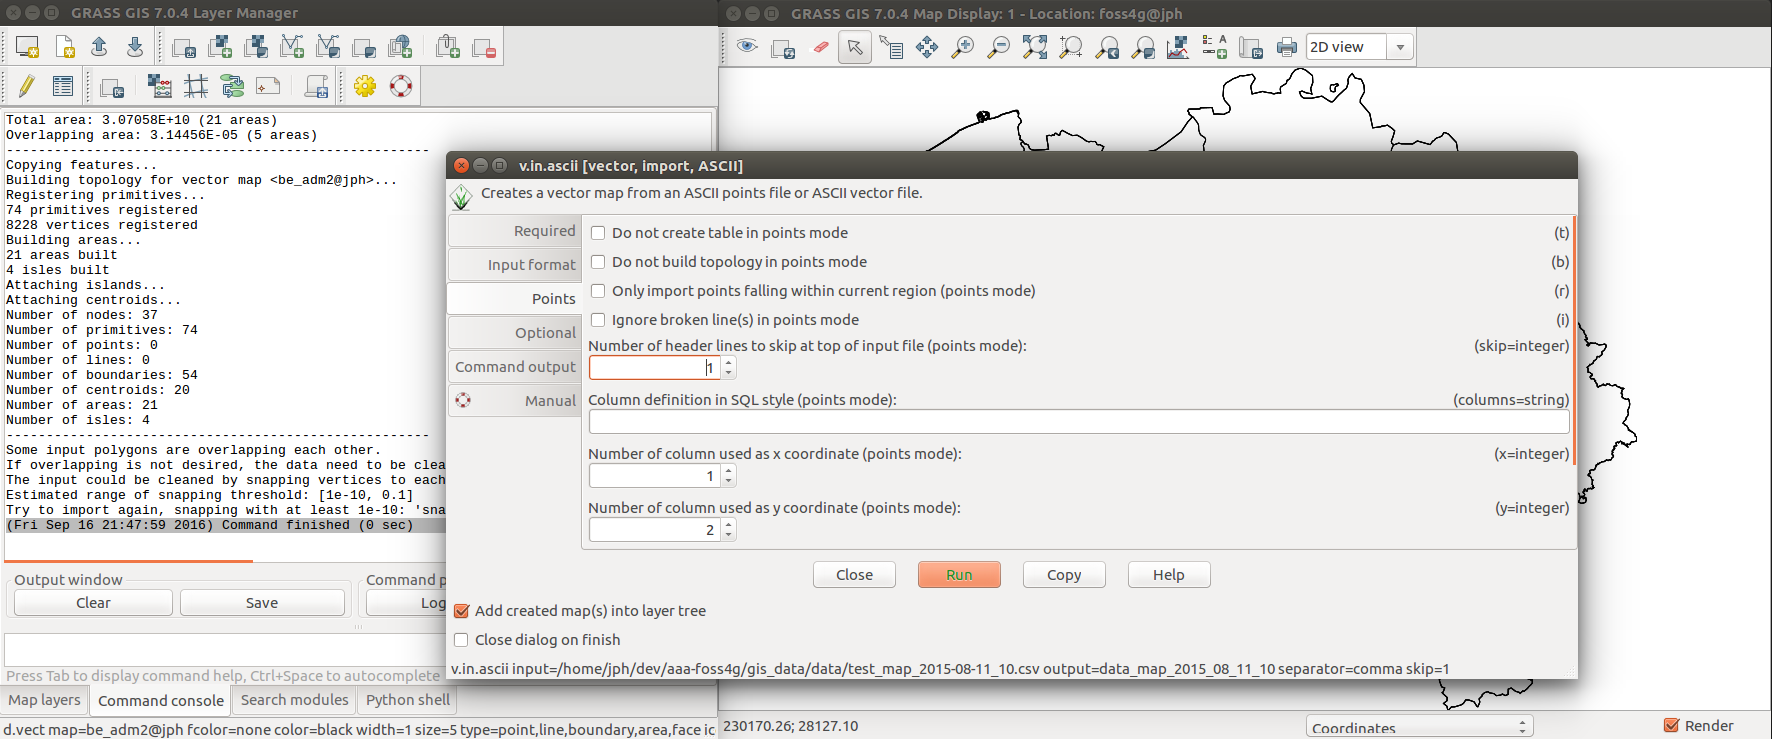 GRASS GIS 7.0.4 Layer Manager
GRASS GIS 7.0.4 Map Display: 1 - Location: foss4g@jph
2D view
Total area: 3.07058E+10 (21 areas)
Overlapping area: 3.14456E-05 (5 areas)
-----------------------------------------------------
Copying features...
Building topology for vector map <be_adm2@jph>...
Registering primitives...
74 primitives registered
8228 vertices registered
Building areas...
21 areas built
4 isles built
Attaching islands...
Attaching centroids...
Number of nodes: 37
Number of primitives: 74
Number of points: 0
Number of lines: 0
Number of boundaries: 54
Number of centroids: 20
Number of areas: 21
Number of isles: 4
-----------------------------------------------------
Some input polygons are overlapping each other.
If overlapping is not desired, the data need to be clea
The input could be cleaned by snapping vertices to each
Estimated range of snapping threshold: [1e-10, 0.1]
Try to import again, snapping with at least 1e-10: 'sna
(Fri Sep 16 21:47:59 2016) Command finished (0 sec)
Output window
Command p
Clear
Save
Log
Press Tab to display command help, Ctrl+Space to autocomplete
Map layers
Command console
Search modules
Python shell
d.vect map=be_adm2@jph fcolor=none color=black width=1 size=5 type=point,line,boundary,area,face ic
v.in.ascii [vector, import, ASCII]
Creates a vector map from an ASCII points file or ASCII vector file.
Required
Input format
Points
Optional
Command output
Manual
Do not create table in points mode (t)
Do not build topology in points mode (b)
Only import points falling within current region (points mode) (r)
Ignore broken line(s) in points mode (i)
Number of header lines to skip at top of input file (points mode): (skip=integer)
1
Column definition in SQL style (points mode): (columns=string)
Number of column used as x coordinate (points mode): (x=integer)
1
Number of column used as y coordinate (points mode): (y=integer)
2
Close
Run
Copy
Help
Add created map(s) into layer tree
Close dialog on finish
v.in.ascii input=/home/jph/dev/aaa-foss4g/gis_data/data/test_map_2015-08-11_10.csv output=data_map_2015_08_11_10 separator=comma skip=1
230170.26; 28127.10
Coordinates
Render